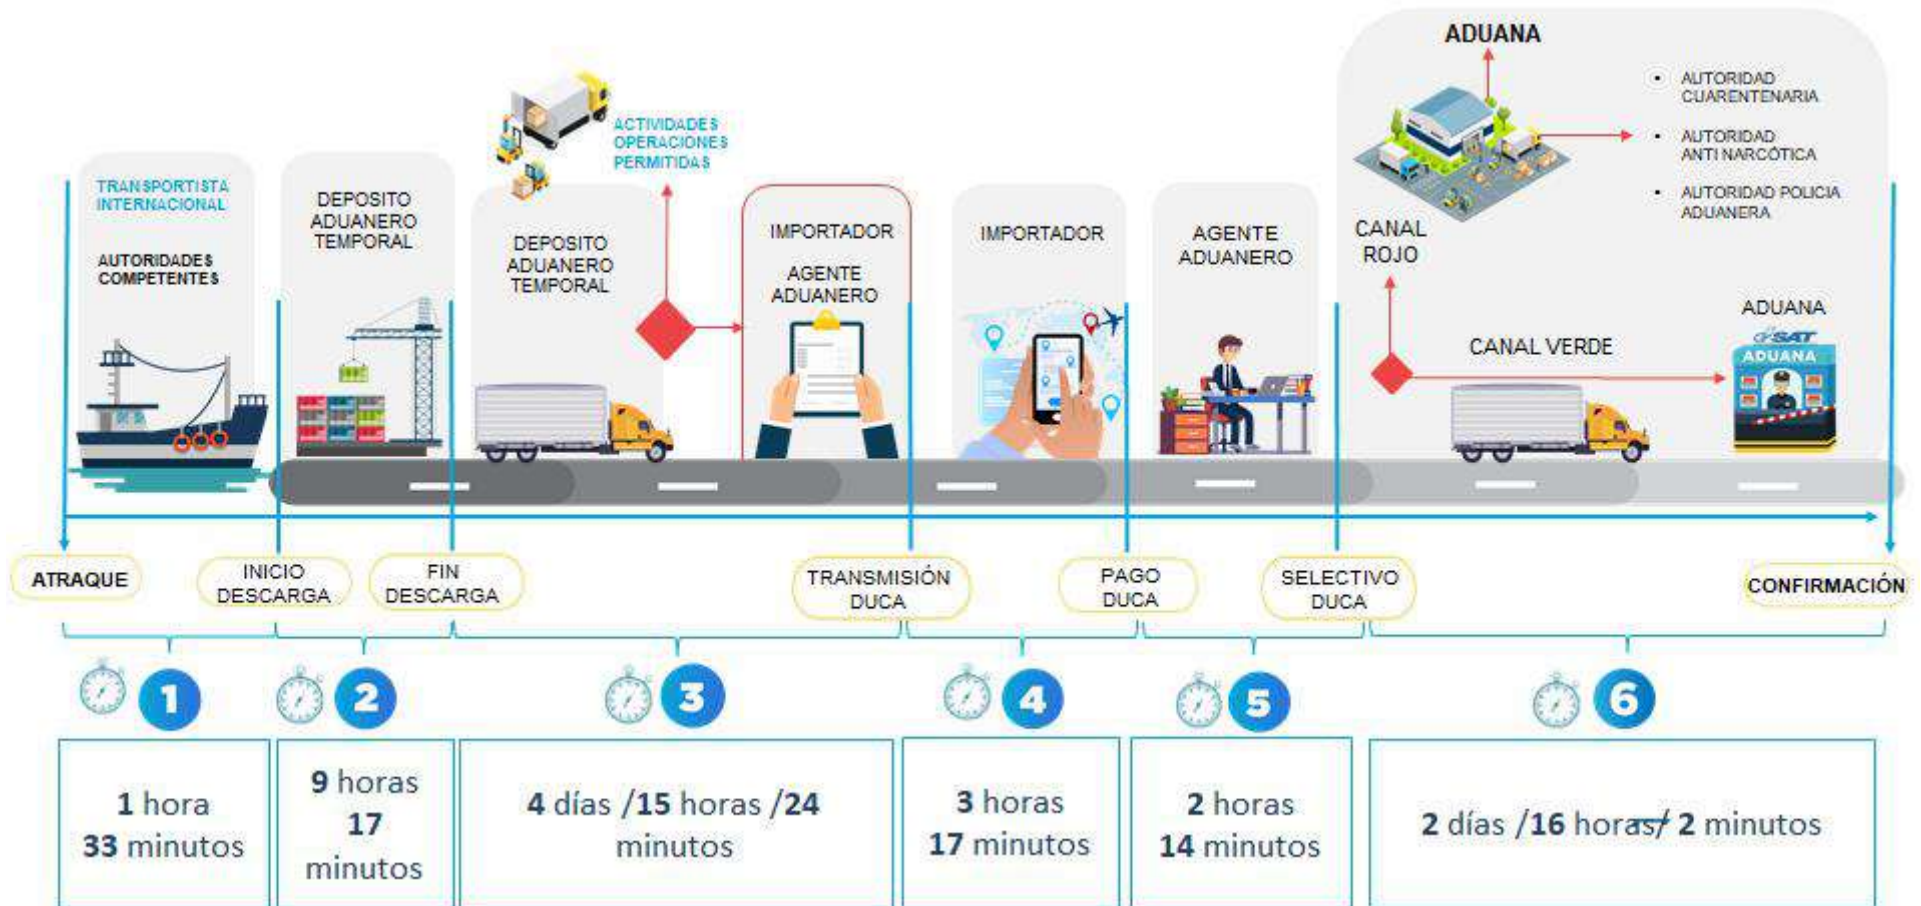 TRANSPORTISTA
INTERNACIONAL
AUTORIDADES
COMPETENTES
DEPOSITO
ADUANERO
TEMPORAL
ACTIVIDADES
OPERACIONES
PERMITIDAS
DEPOSITO
ADUANERO
TEMPORAL
IMPORTADOR
AGENTE
ADUANERO
IMPORTADOR
AGENTE
ADUANERO
ADUANA
• AUTORIDAD
CUARENTENARIA
• AUTORIDAD
ANTI NARCÓTICA
• AUTORIDAD POLICIA
ADUANERA
CANAL
ROJO
CANAL VERDE
ADUANA
SAT
ADUANA
ATRAQUE
INICIO
DESCARGA
FIN
DESCARGA
TRANSMISIÓN
DUCA
PAGO
DUCA
SELECTIVO
DUCA
CONFIRMACIÓN
1
2
3
4
5
6
1 hora
33 minutos
9 horas
17
minutos
4 días /15 horas /24
minutos
3 horas
17 minutos
2 horas
14 minutos
2 días /16 horas/ 2 minutos